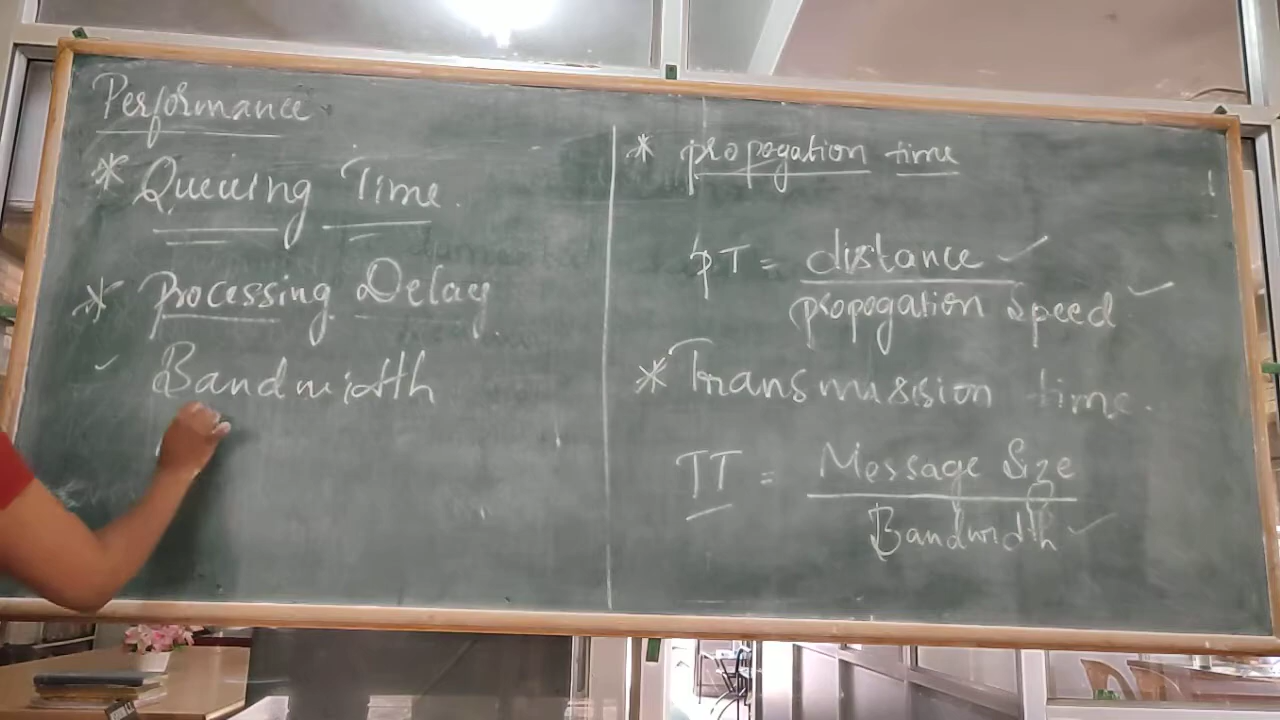 Performance
* Queuing Time.
* Processing Delay
✓ Bandwidth
* propogation time
PT = distance ✓
propogation Speed ✓
* Transmission time.
TT = Message Size
Bandwidth ✓